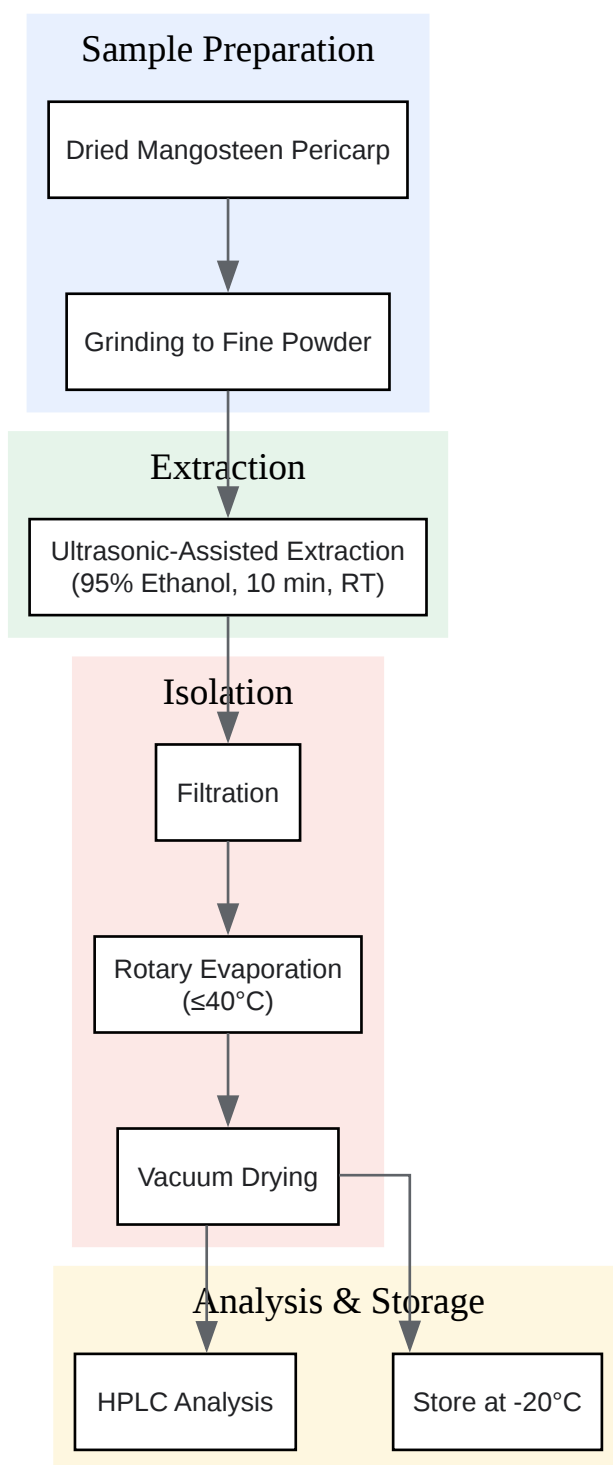 Sample Preparation
Dried Mangosteen Pericarp
Grinding to Fine Powder
Extraction
Ultrasonic-Assisted Extraction
(95% Ethanol, 10 min, RT)
Isolation
Filtration
Rotary Evaporation
(≤40°C)
Vacuum Drying
Analysis & Storage
HPLC Analysis
Store at -20°C